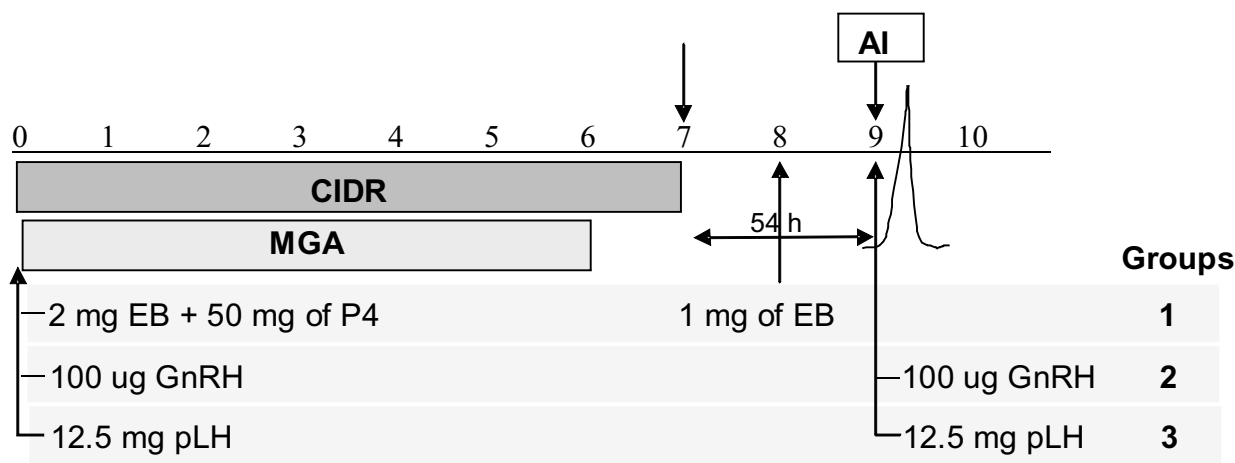 AI
0 1 2 3 4 5 6 7 8 9 10
CIDR
54 h
MGA
Groups
2 mg EB + 50 mg of P4 1 mg of EB 1
100 ug GnRH 100 ug GnRH 2
12.5 mg pLH 12.5 mg pLH 3